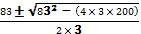 83 ± √83² − (4 × 3 × 200)
2 × 3